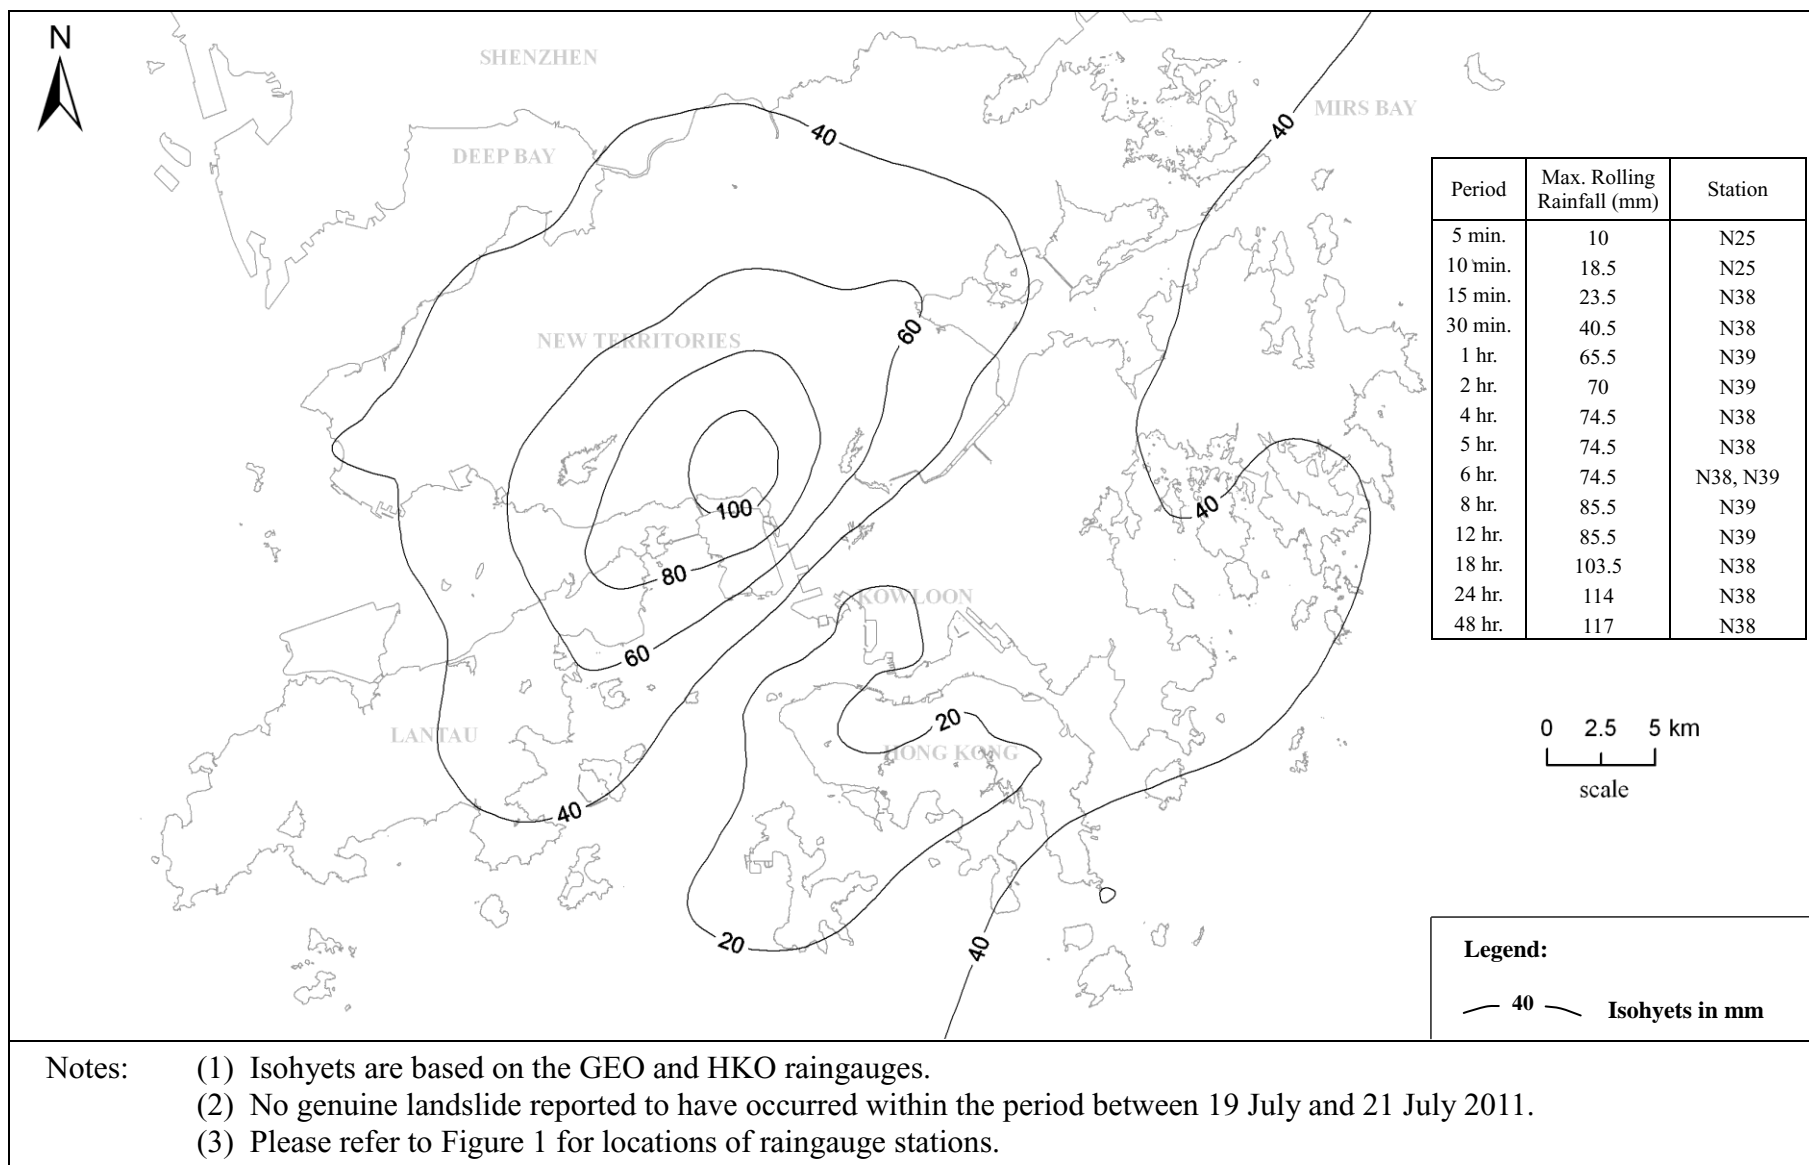 N
SHENZHEN
40
MIRS BAY
40
DEEP BAY
Period Max. Rolling Rainfall (mm) Station
5 min. 10 N25
10 min. 18.5 N25
15 min. 23.5 N38
30 min. 40.5 N38
1 hr. 65.5 N39
2 hr. 70 N39
4 hr. 74.5 N38
5 hr. 74.5 N38
6 hr. 74.5 N38, N39
8 hr. 85.5 N39
12 hr. 85.5 N39
18 hr. 103.5 N38
24 hr. 114 N38
48 hr. 117 N38
NEW TERRITORIES
60
100
40
80
KOWLOON
60
20
LANTAU
HONG KONG
0 2.5 5 km
scale
40
20
40
Legend:
40 Isohyets in mm
Notes: (1) Isohyets are based on the GEO and HKO raingauges.
(2) No genuine landslide reported to have occurred within the period between 19 July and 21 July 2011.
(3) Please refer to Figure 1 for locations of raingauge stations.